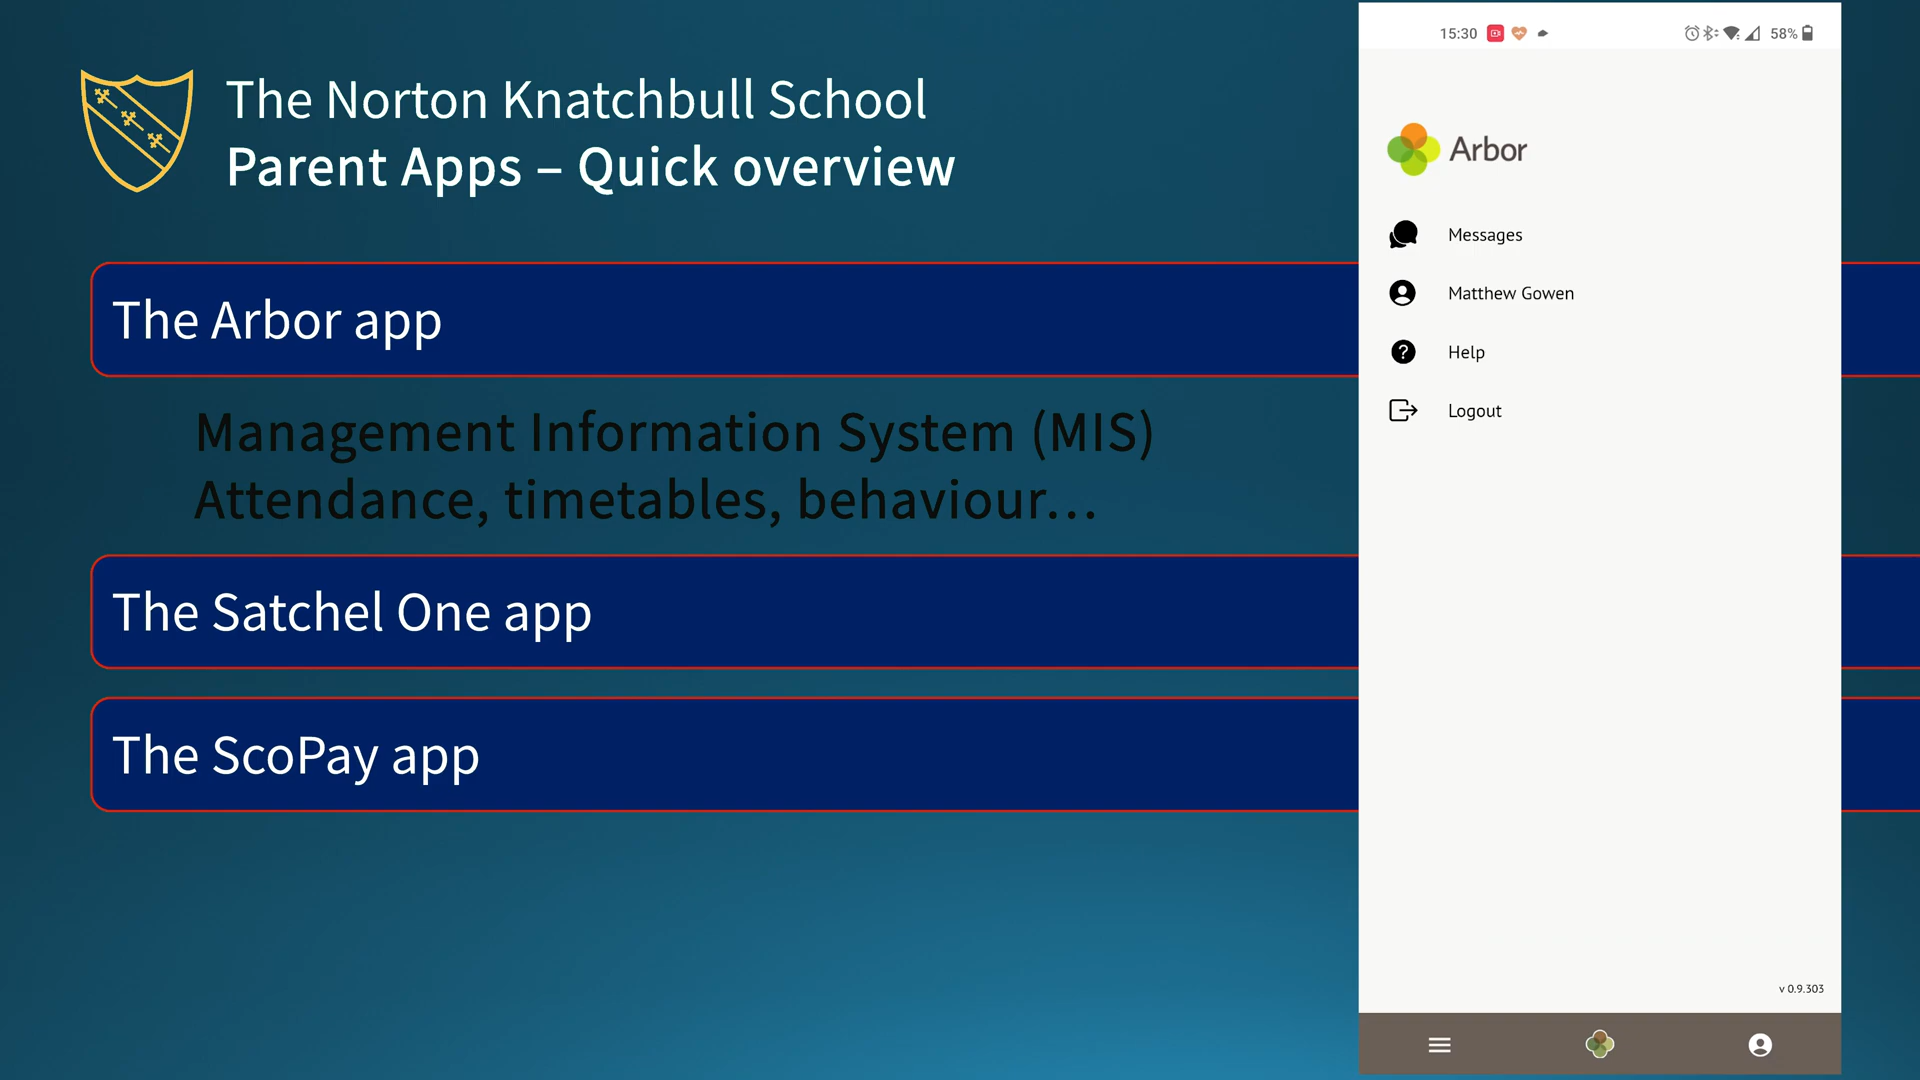 The Norton Knatchbull School
Parent Apps – Quick overview
The Arbor app
Management Information System (MIS)
Attendance, timetables, behaviour…
The Satchel One app
The ScoPay app
15:30
58%
Arbor
Messages
Matthew Gowen
Help
Logout
v 0.9.303